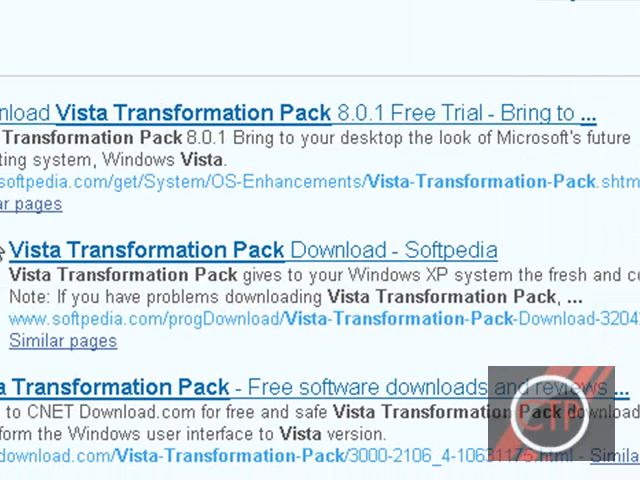 nload Vista Transformation Pack 8.0.1 Free Trial - Bring to ...
Transformation Pack 8.0.1 Bring to your desktop the look of Microsoft's future
ting system, Windows Vista.
softpedia.com/get/System/OS-Enhancements/Vista-Transformation-Pack.shtm
ar pages
Vista Transformation Pack Download - Softpedia
Vista Transformation Pack gives to your Windows XP system the fresh and co
Note: If you have problems downloading Vista Transformation Pack, ...
www.softpedia.com/progDownload/Vista-Transformation-Pack-Download-3204
Similar pages
a Transformation Pack - Free software downloads and reviews ...
to CNET Download.com for free and safe Vista Transformation Pack download
form the Windows user interface to Vista version.
download.com/Vista-Transformation-Pack/3000-2106_4-10631175.html - Simila
CTP